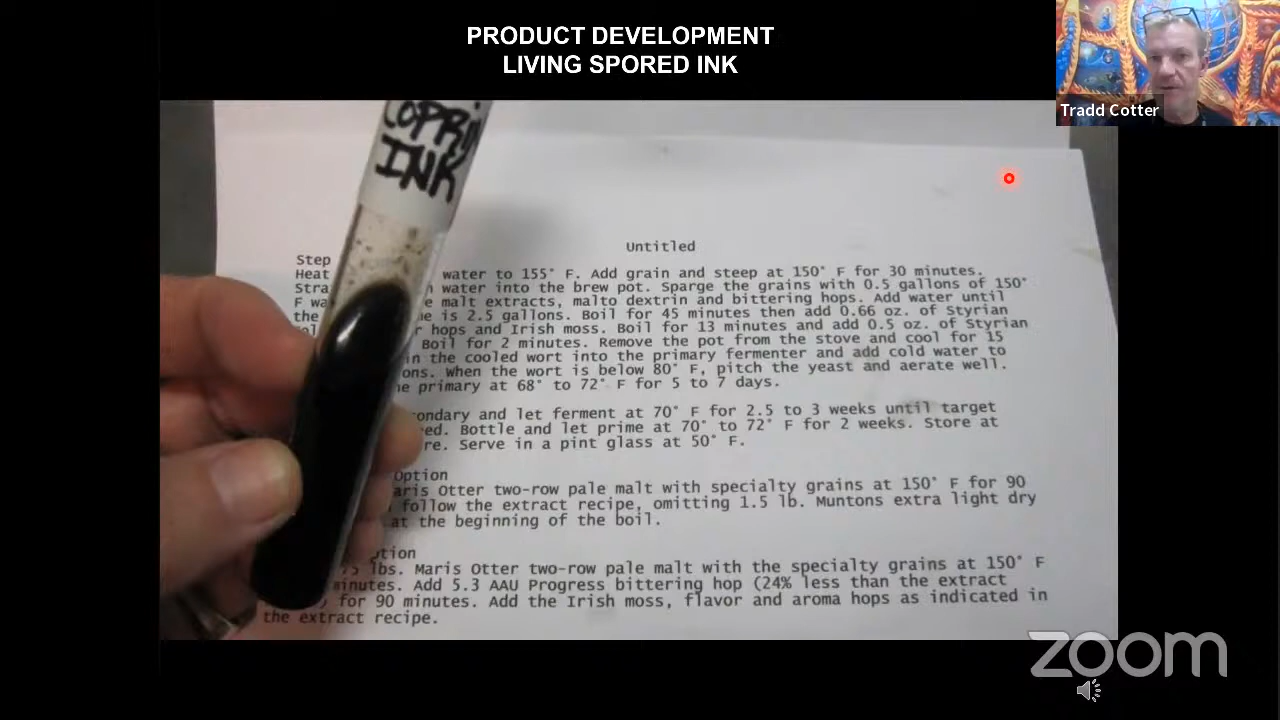 PRODUCT DEVELOPMENT
LIVING SPORED INK
Tradd Cotter
COPRI
INK
Untitled
Step
Heat water to 155° F. Add grain and steep at 150° F for 30 minutes.
Stra water into the brew pot. Sparge the grains with 0.5 gallons of 150°
F wa malt extracts, malto dextrin and bittering hops. Add water until
the is 2.5 gallons. Boil for 45 minutes then add 0.66 oz. of Styrian
hops and Irish moss. Boil for 13 minutes and add 0.5 oz. of Styrian
Boil for 2 minutes. Remove the pot from the stove and cool for 15
in the cooled wort into the primary fermenter and add cold water to
ons. When the wort is below 80° F, pitch the yeast and aerate well.
he primary at 68° to 72° F for 5 to 7 days.
ondary and let ferment at 70° F for 2.5 to 3 weeks until target
ed. Bottle and let prime at 70° to 72° F for 2 weeks. Store at
re. Serve in a pint glass at 50° F.
Option
aris Otter two-row pale malt with specialty grains at 150° F for 90
follow the extract recipe, omitting 1.5 lb. Muntons extra light dry
at the beginning of the boil.
ption
75 lbs. Maris Otter two-row pale malt with the specialty grains at 150° F
minutes. Add 5.3 AAU Progress bittering hop (24% less than the extract
) for 90 minutes. Add the Irish moss, flavor and aroma hops as indicated in
the extract recipe.
zoom